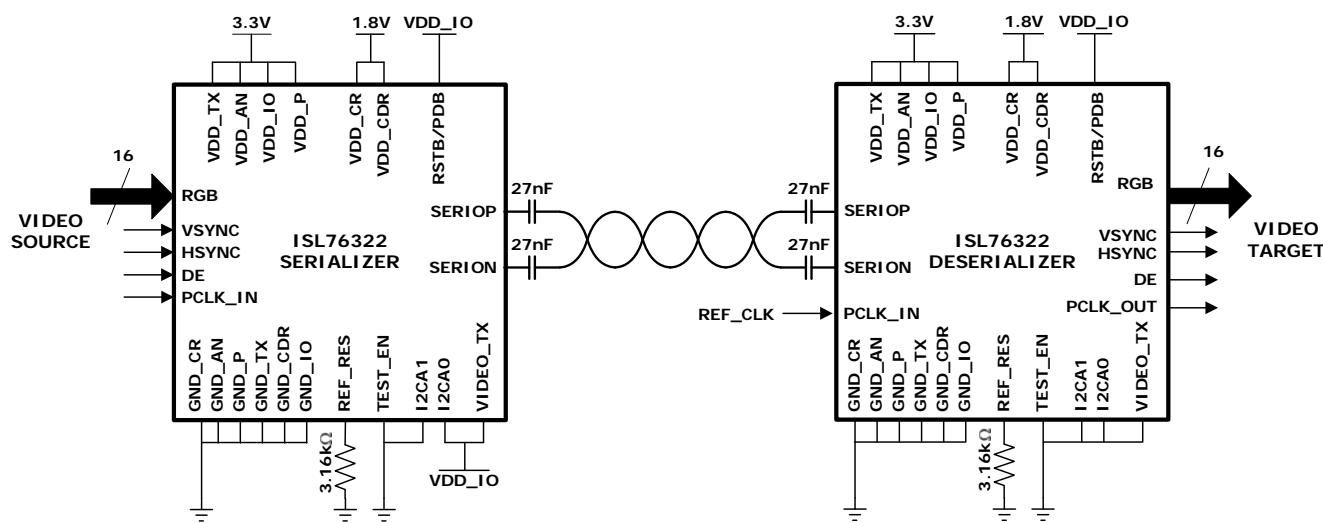 3.3V
1.8V
VDD_IO
VDD_TX
VDD_AN
VDD_IO
VDD_P
VDD_CR
VDD_CDR
RSTB/PDB
16
RGB
VIDEO
SOURCE
VSYNC
HSYNC
DE
PCLK_IN
ISL76322
SERIALIZER
SERIOP
SERION
27nF
27nF
GND_CR
GND_AN
GND_P
GND_TX
GND_CDR
GND_IO
REF_RES
TEST_EN
I2CA1
I2CA0
VIDEO_TX
3.16kΩ
VDD_IO
27nF
27nF
REF_CLK
3.3V
1.8V
VDD_IO
VDD_TX
VDD_AN
VDD_IO
VDD_P
VDD_CR
VDD_CDR
RSTB/PDB
SERIOP
SERION
PCLK_IN
ISL76322
DESERIALIZER
RGB
16
VSYNC
HSYNC
DE
PCLK_OUT
VIDEO
TARGET
GND_CR
GND_AN
GND_P
GND_TX
GND_CDR
GND_IO
REF_RES
TEST_EN
I2CA1
I2CA0
VIDEO_TX
3.16kΩ